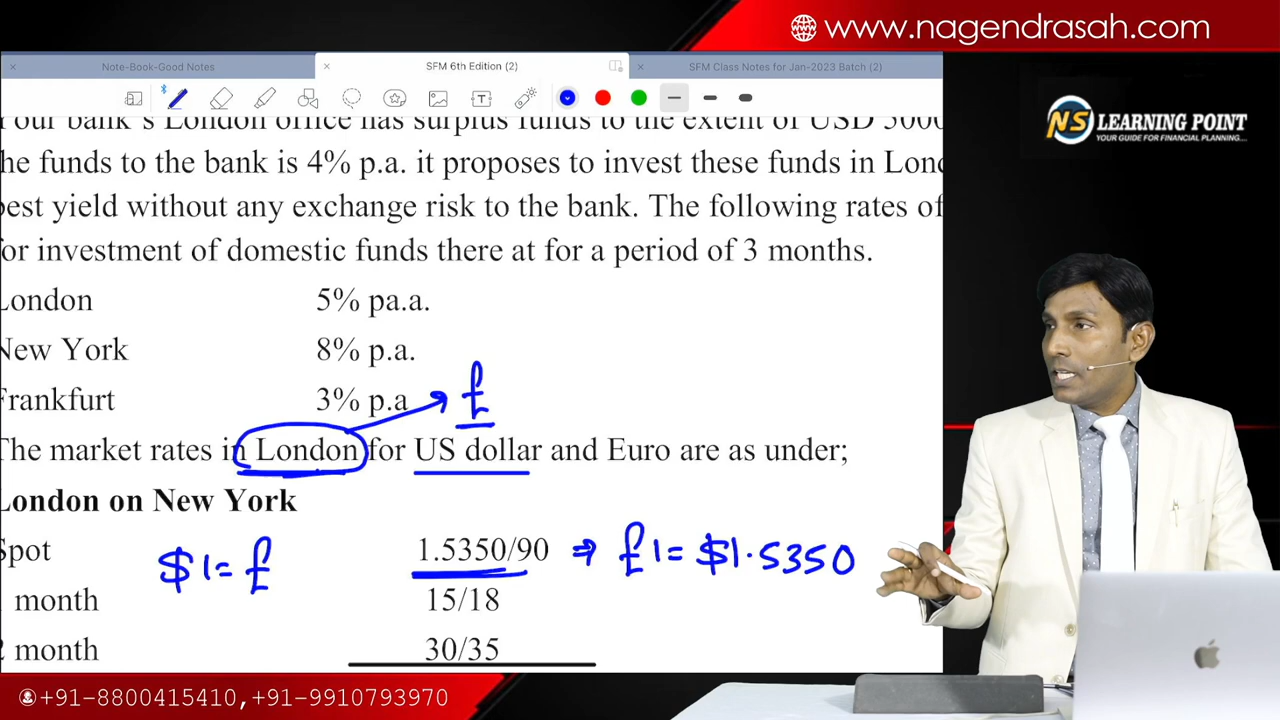 www.nagendrasah.com
Note-Book-Good Notes
SFM 6th Edition (2)
SFM Class Notes for Jan-2023 Batch (2)
NS LEARNING POINT
YOUR GUIDE FOR FINANCIAL PLANNING....
Your bank's London office has surplus funds to the extent of USD 5000
he funds to the bank is 4% p.a. it proposes to invest these funds in Lon
best yield without any exchange risk to the bank. The following rates of
for investment of domestic funds there at for a period of 3 months.
London 5% pa.a.
New York 8% p.a.
Frankfurt 3% p.a
£
The market rates in London for US dollar and Euro are as under;
London on New York
Spot 1.5350/90 ⇒ £1 = $1.5350
$1 = £
month 15/18
2 month 30/35
+91-8800415410,+91-9910793970